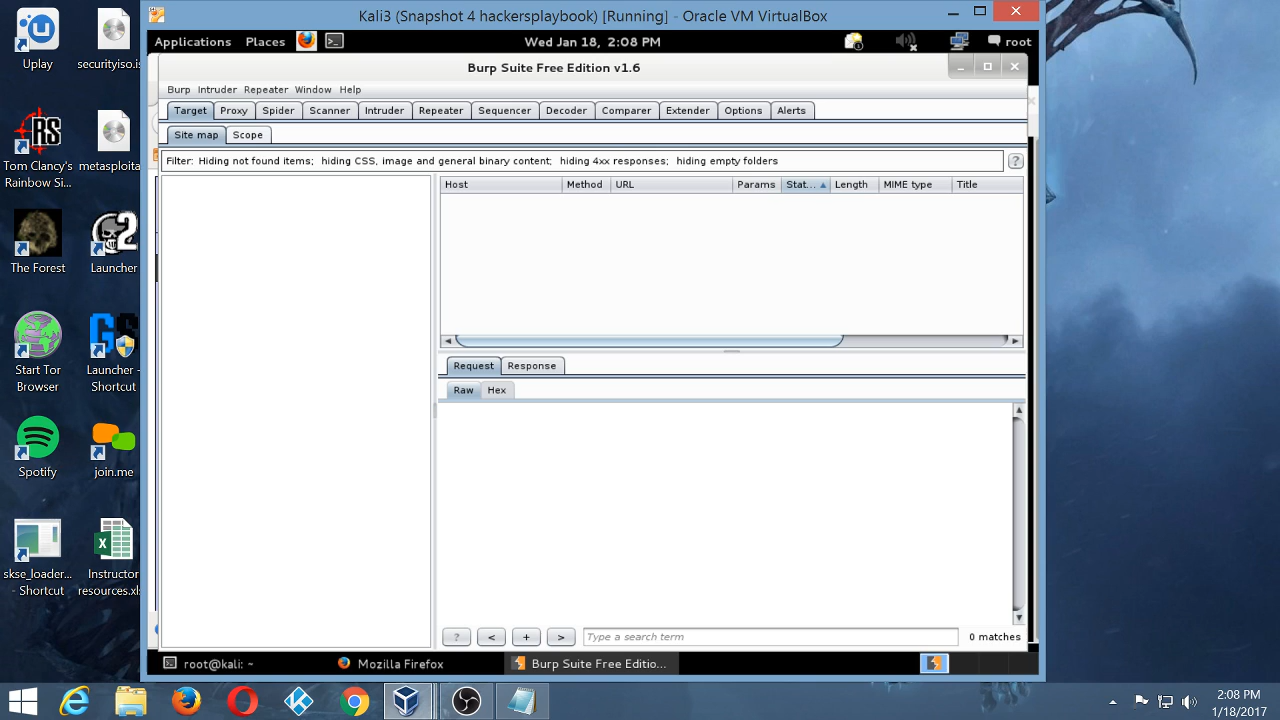 Kali3 (Snapshot 4 hackersplaybook) [Running] - Oracle VM VirtualBox
Applications Places Wed Jan 18, 2:08 PM root
Burp Suite Free Edition v1.6
Burp Intruder Repeater Window Help
Target Proxy Spider Scanner Intruder Repeater Sequencer Decoder Comparer Extender Options Alerts
Site map Scope
Filter: Hiding not found items; hiding CSS, image and general binary content; hiding 4xx responses; hiding empty folders ?
Host Method URL Params Stat... Length MIME type Title
Request Response
Raw Hex
? < + > Type a search term 0 matches
root@kali: ~ Mozilla Firefox Burp Suite Free Editio...
Uplay
securityiso.is
Tom Clancy's
Rainbow Si...
metasploita
The Forest
2
Launcher
Start Tor
Browser
GS
Launcher -
Shortcut
Spotify
join.me
skse_loader...
- Shortcut
Instructor
resources.xl
2:08 PM
1/18/2017